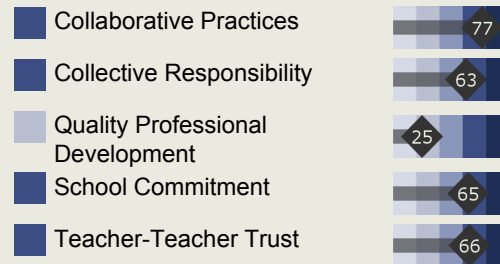 Collaborative Practices 77
Collective Responsibility 63
Quality Professional
Development 25
School Commitment 65
Teacher-Teacher Trust 66